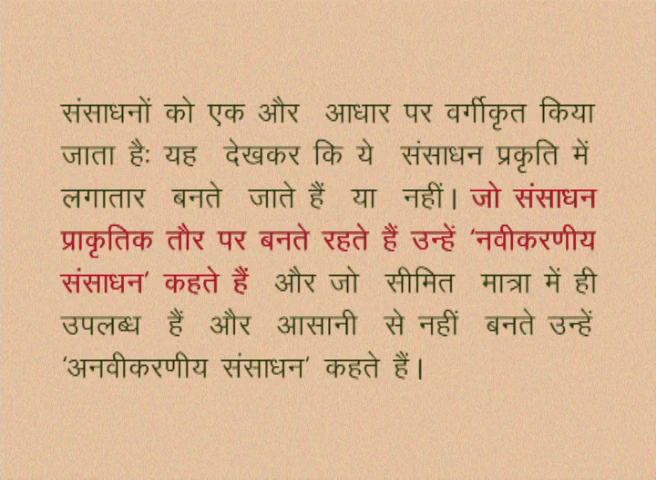 संसाधनों को एक और आधार पर वर्गीकृत किया
जाता है: यह देखकर कि ये संसाधन प्रकृति में
लगातार बनते जाते हैं या नहीं। जो संसाधन
प्राकृतिक तौर पर बनते रहते हैं उन्हें 'नवीकरणीय
संसाधन' कहते हैं और जो सीमित मात्रा में ही
उपलब्ध हैं और आसानी से नहीं बनते उन्हें
'अनवीकरणीय संसाधन' कहते हैं।